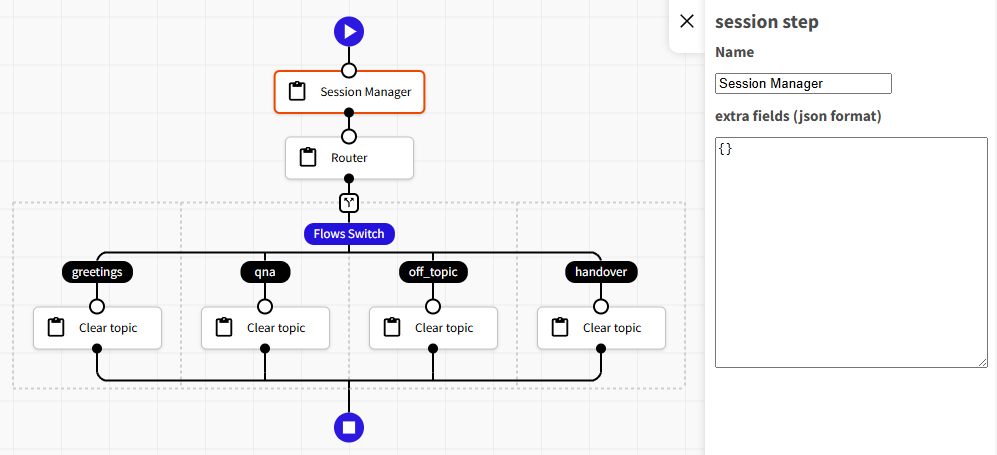 Session Manager
Router
Flows Switch
greetings
qna
off_topic
handover
Clear topic
Clear topic
Clear topic
Clear topic
session step
Name
Session Manager
extra fields (json format)
{}